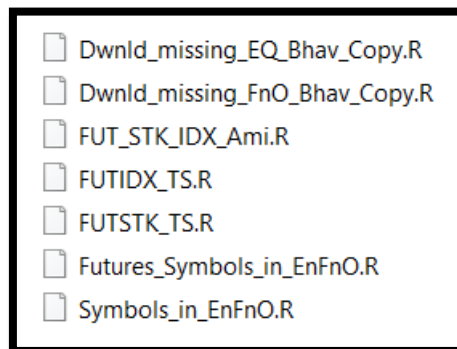 Dwnld_missing_EQ_Bhav_Copy.R
Dwnld_missing_FnO_Bhav_Copy.R
FUT_STK_IDX_Ami.R
FUTIDX_TS.R
FUTSTK_TS.R
Futures_Symbols_in_EnFnO.R
Symbols_in_EnFnO.R